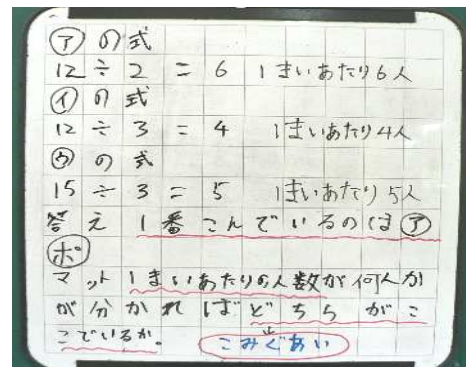 ㋐の式
12÷2=6 1まいあたり6人
㋑の式
12÷3=4 1まいあたり4人
㋒の式
15÷3=5 1まいあたり5人
答え 1番こんでいるのは㋐
ポ
マット1まいあたりの人数が何人か
が分かればどちらがこ
こでいるか。
こみぐあい